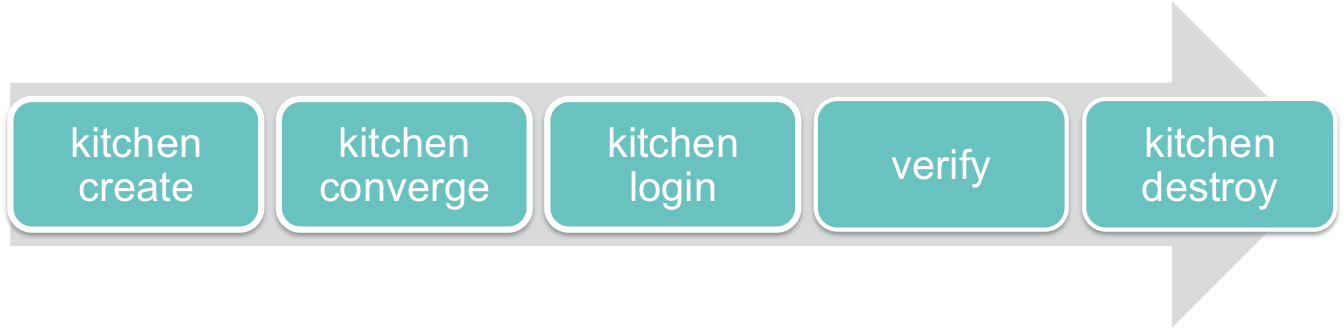 kitchen
create
kitchen
converge
kitchen
login
verify
kitchen
destroy